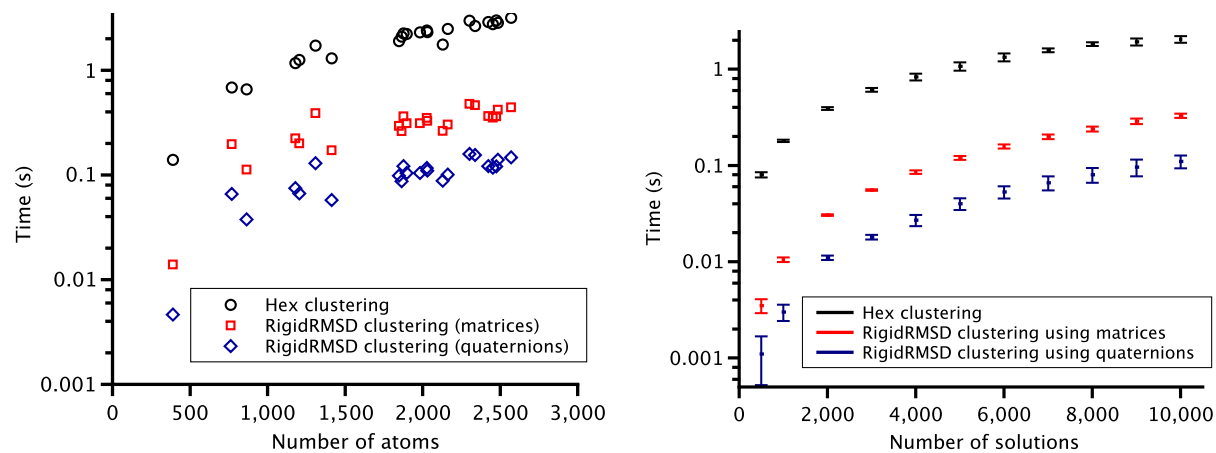 1
0.1
0.01
0.001
Time (s)
0
500
1,000
1,500
2,000
2,500
3,000
Number of atoms
Hex clustering
RigidRMSD clustering (matrices)
RigidRMSD clustering (quaternions)
1
0.1
0.01
0.001
Time (s)
0
2,000
4,000
6,000
8,000
10,000
Number of solutions
Hex clustering
RigidRMSD clustering using matrices
RigidRMSD clustering using quaternions